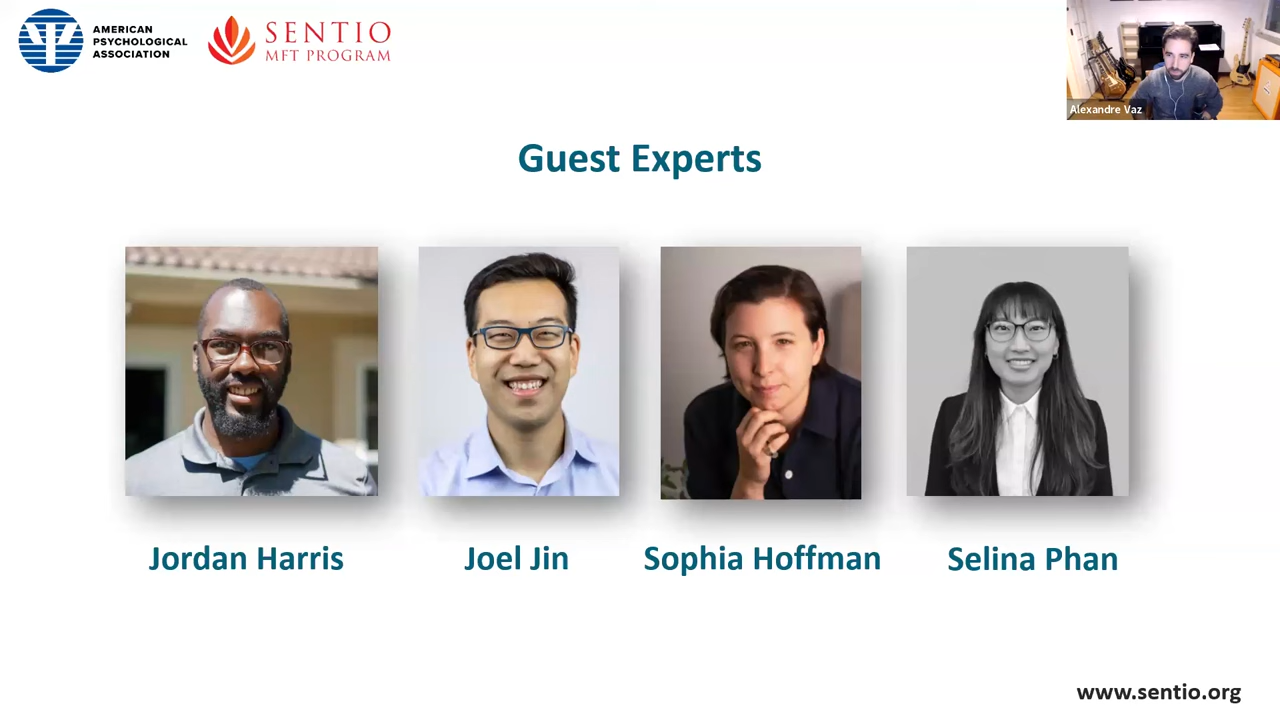 AMERICAN
PSYCHOLOGICAL
ASSOCIATION
SENTIO
MFT PROGRAM
Alexandre Vaz
Guest Experts
Jordan Harris
Joel Jin
Sophia Hoffman
Selina Phan
www.sentio.org